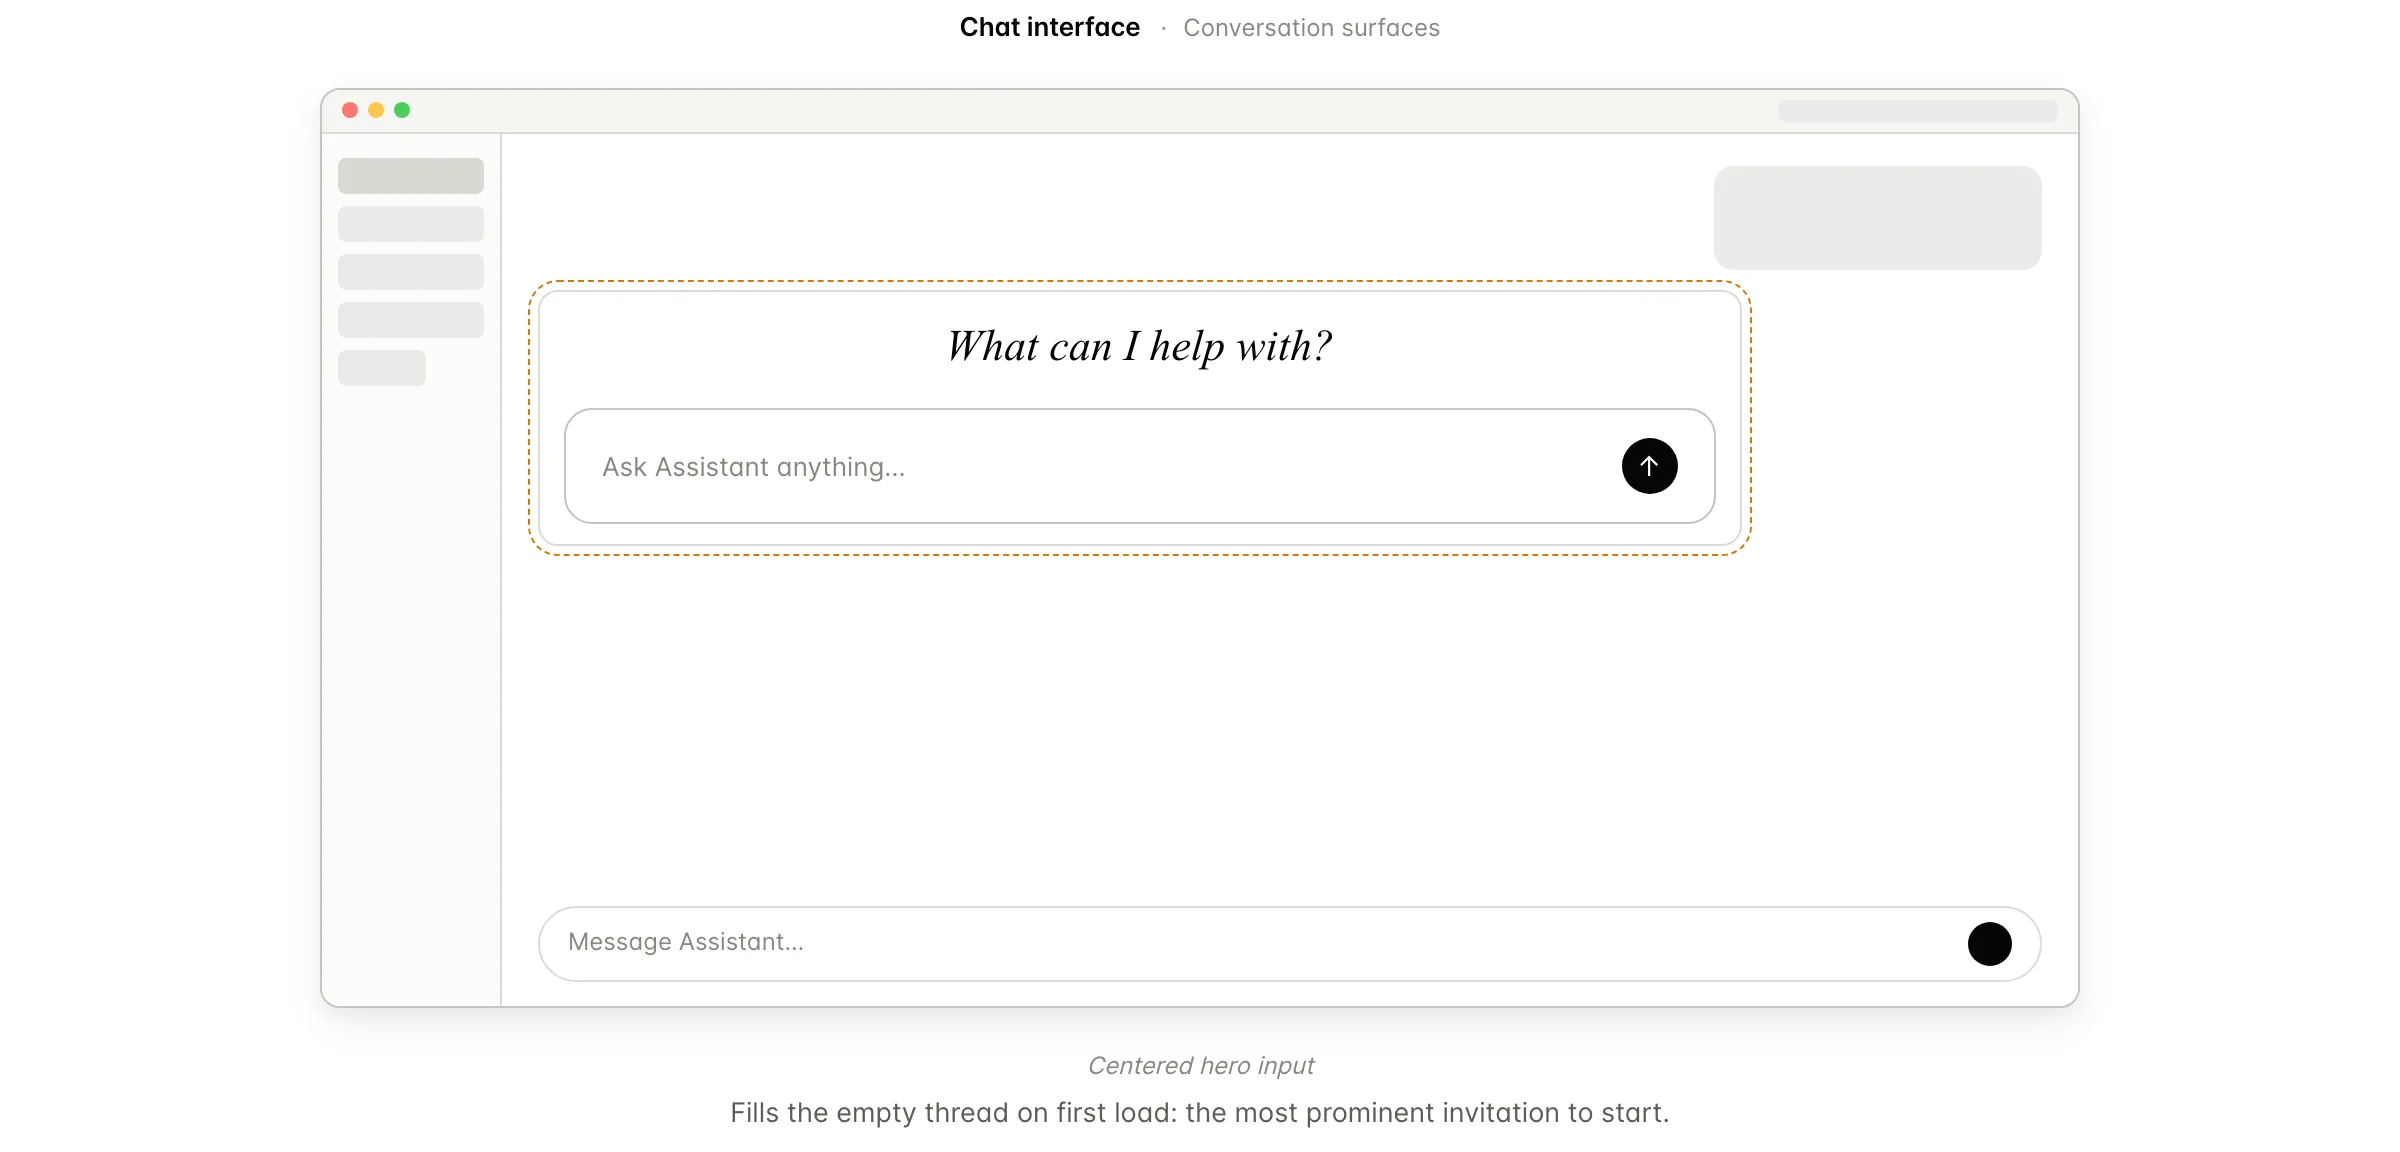 Chat interface · Conversation surfaces
What can I help with?
Ask Assistant anything...
Message Assistant...
Centered hero input
Fills the empty thread on first load: the most prominent invitation to start.